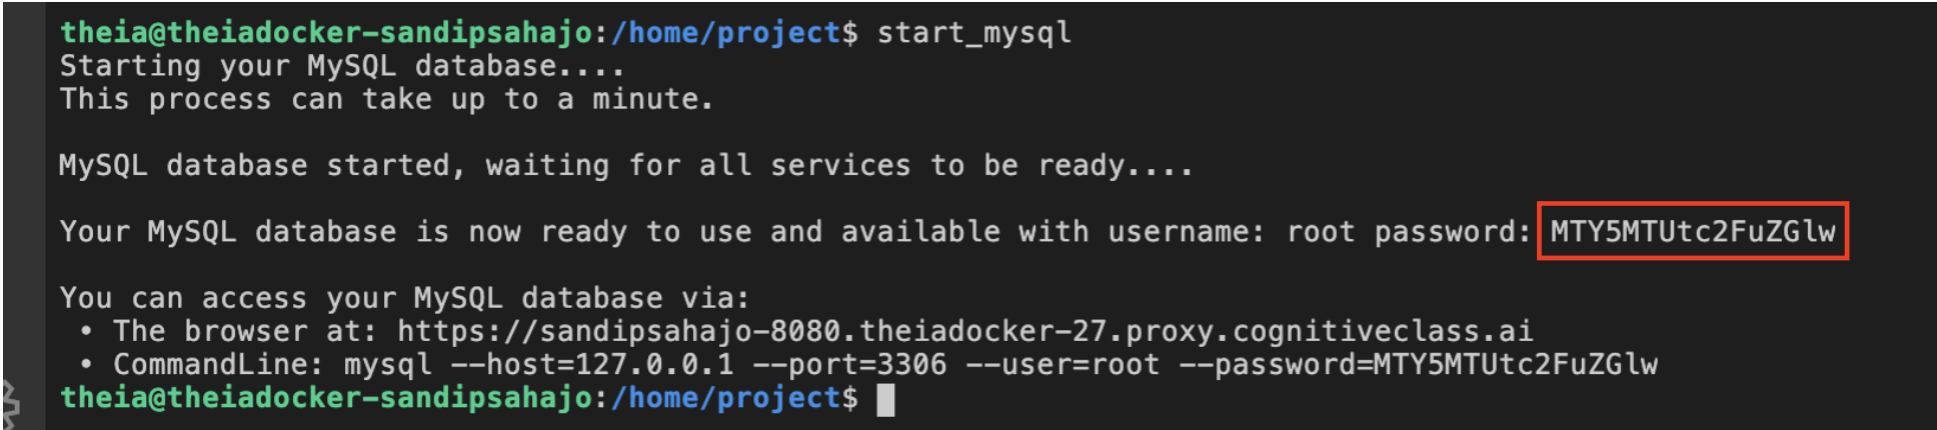 theia@theiadocker-sandipsahajo:/home/project$ start_mysql
Starting your MySQL database....
This process can take up to a minute.
MySQL database started, waiting for all services to be ready....
Your MySQL database is now ready to use and available with username: root password: MTY5MTUtc2FuZGlw
You can access your MySQL database via:
• The browser at: https://sandipsahajo-8080.theiadocker-27.proxy.cognitiveclass.ai
• CommandLine: mysql --host=127.0.0.1 --port=3306 --user=root --password=MTY5MTUtc2FuZGlw
theia@theiadocker-sandipsahajo:/home/project$